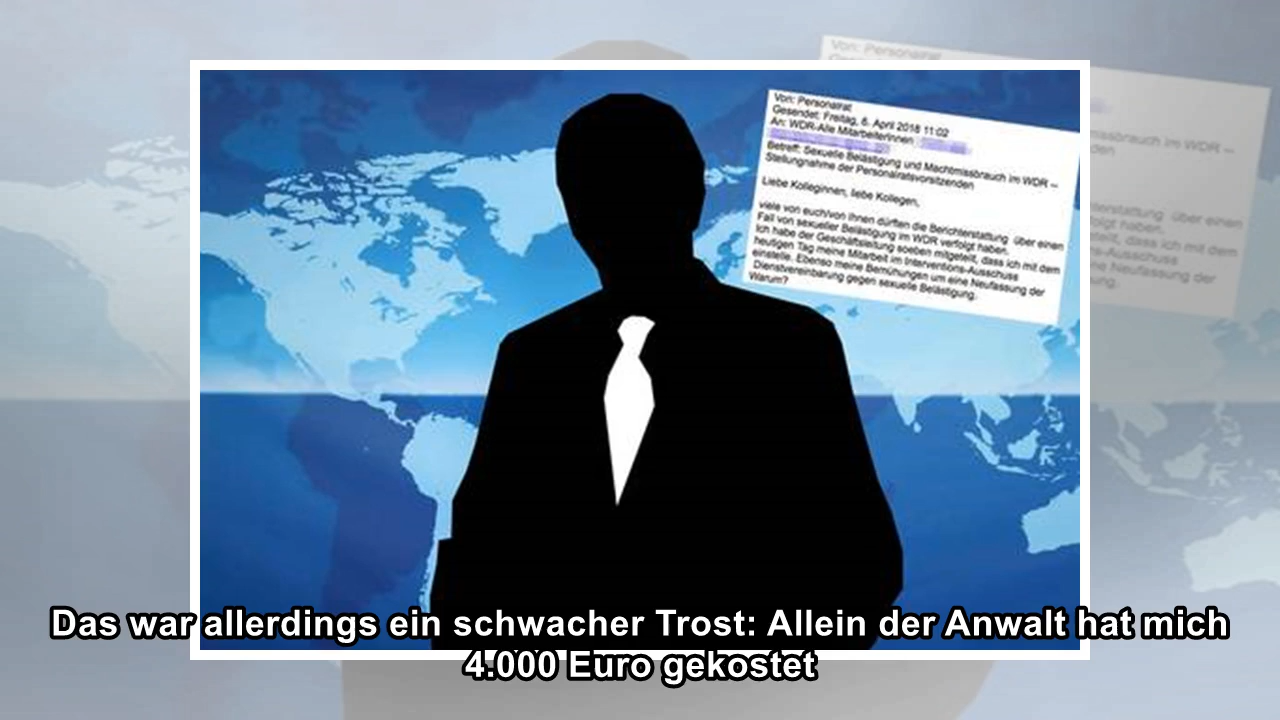 Von: Personalrat
Gesendet: Freitag, 6. April 2018 11:02
An: WDR-Alle MitarbeiterInnen
Betreff: Sexuelle Belästigung und Machtmissbrauch im WDR --
Stellungnahme der Personalratsvorsitzenden
Liebe Kolleginnen, liebe Kollegen,
viele von euch/von Ihnen dürften die Berichterstattung über einen
Fall von sexueller Belästigung im WDR verfolgt haben.
Ich habe der Geschäftsleitung soeben mitgeteilt, dass ich mit dem
heutigen Tag meine Mitarbeit im Interventions-Ausschuss
einstelle. Ebenso meine Bemühungen um eine Neufassung der
Dienstvereinbarung gegen sexuelle Belästigung.
Warum?
Das war allerdings ein schwacher Trost: Allein der Anwalt hat mich
4.000 Euro gekostet